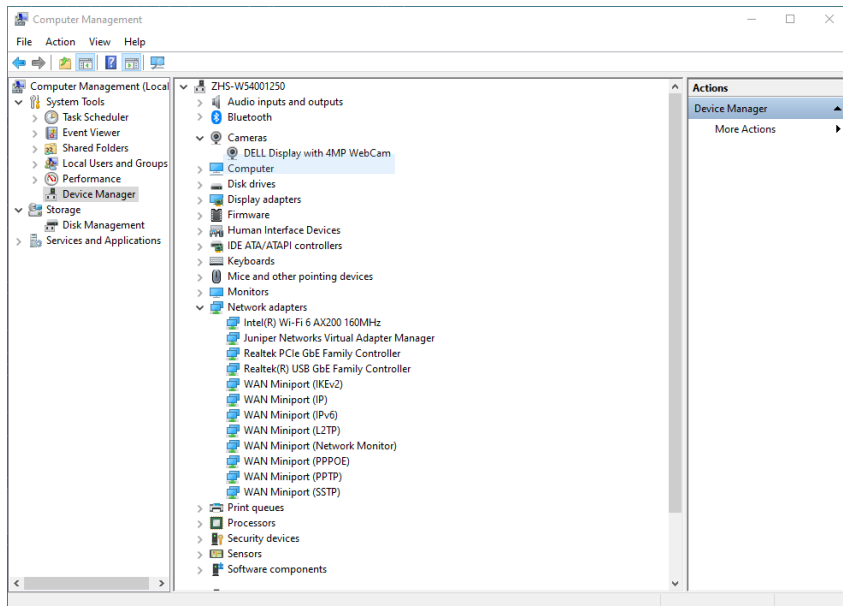 Computer Management
File Action View Help
Computer Management (Local
System Tools
Task Scheduler
Event Viewer
Shared Folders
Local Users and Groups
Performance
Device Manager
Storage
Disk Management
Services and Applications
ZHS-W54001250
Audio inputs and outputs
Bluetooth
Cameras
DELL Display with 4MP WebCam
Computer
Disk drives
Display adapters
Firmware
Human Interface Devices
IDE ATA/ATAPI controllers
Keyboards
Mice and other pointing devices
Monitors
Network adapters
Intel(R) Wi-Fi 6 AX200 160MHz
Juniper Networks Virtual Adapter Manager
Realtek PCIe GbE Family Controller
Realtek(R) USB GbE Family Controller
WAN Miniport (IKEv2)
WAN Miniport (IP)
WAN Miniport (IPv6)
WAN Miniport (L2TP)
WAN Miniport (Network Monitor)
WAN Miniport (PPPOE)
WAN Miniport (PPTP)
WAN Miniport (SSTP)
Print queues
Processors
Security devices
Sensors
Software components
Actions
Device Manager
More Actions